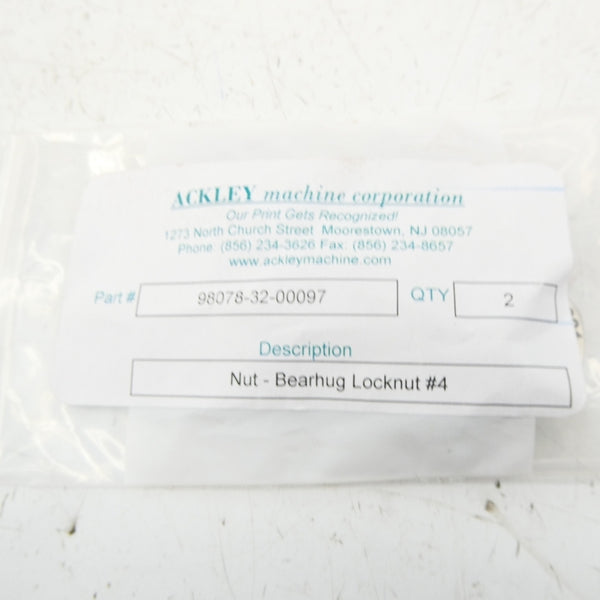 ACKLEY machine corporation
Our Print Gets Recognized!
1273 North Church Street Moorestown, NJ 08057
Phone: (856) 234-3626 Fax: (856) 234-8657
www.ackleymachine.com
Part # 98078-32-00097 QTY 2
Description
Nut - Bearhug Locknut #4